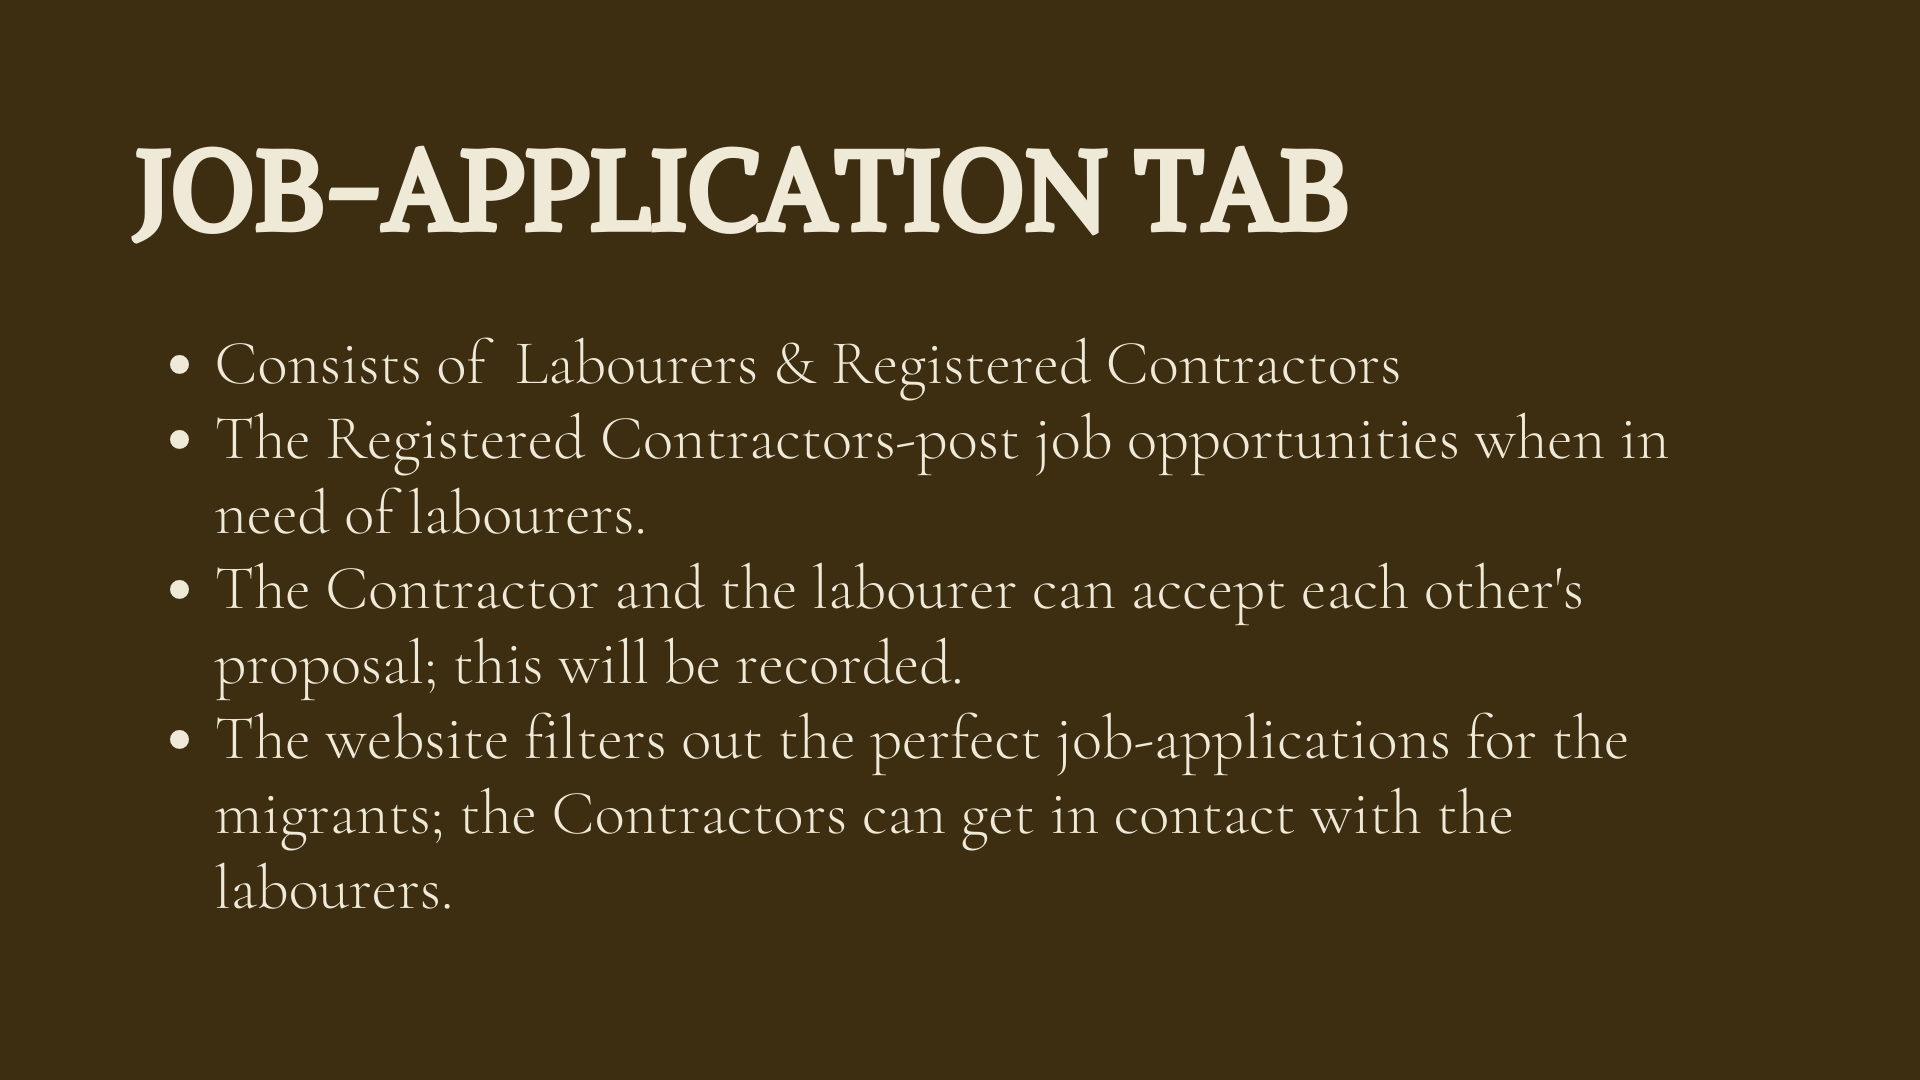 JOB-APPLICATION TAB
• Consists of  Labourers & Registered Contractors
• The Registered Contractors-post job opportunities when in
need of labourers.
• The Contractor and the labourer can accept each other's
proposal; this will be recorded.
• The website filters out the perfect job-applications for the
migrants; the Contractors can get in contact with the
labourers.